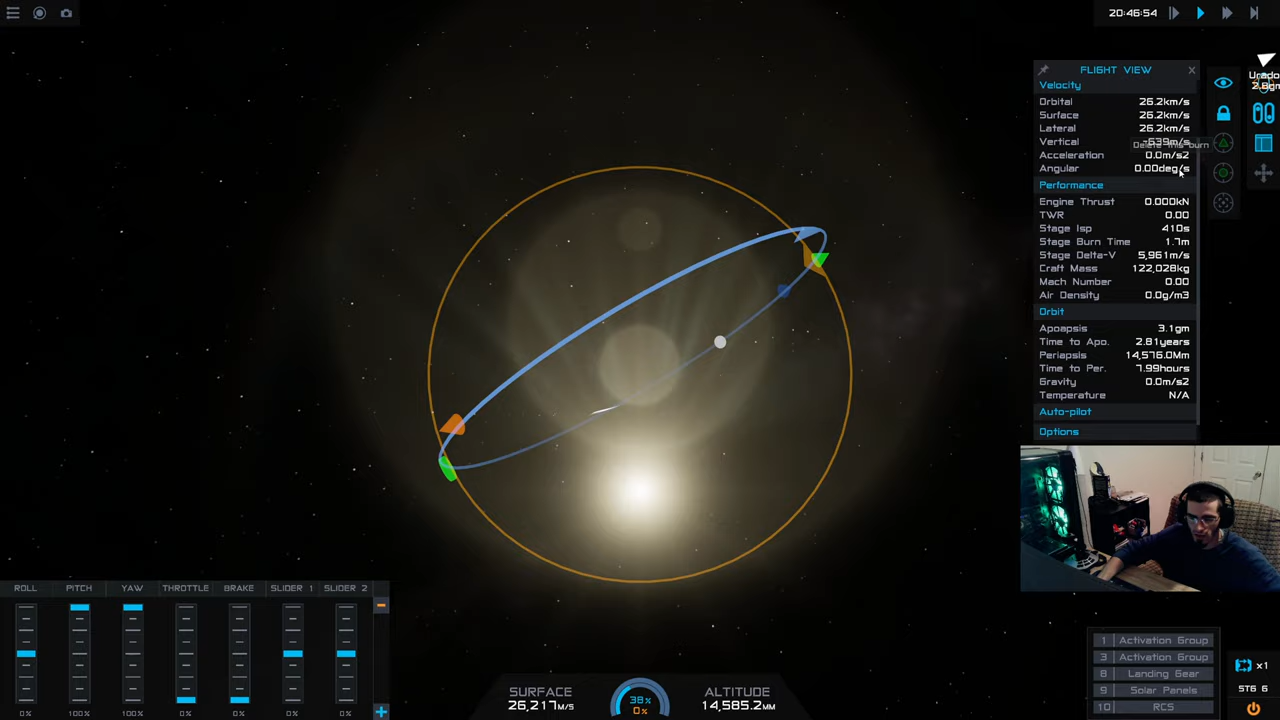 20:46:54
FLIGHT VIEW
Velocity
Orbital 26.2km/s
Surface 26.2km/s
Lateral 26.2km/s
Vertical -639m/s
Delete this burn
Acceleration 0.0m/s2
Angular 0.00deg/s
Performance
Engine Thrust 0.000kN
TWR 0.00
Stage Isp 410s
Stage Burn Time 1.7m
Stage Delta-V 5,961m/s
Craft Mass 122,028kg
Mach Number 0.00
Air Density 0.0g/m3
Orbit
Apoapsis 3.1gm
Time to Apo. 2.81years
Periapsis 14,576.0Mm
Time to Per. 7.99hours
Gravity 0.0m/s2
Temperature N/A
Auto-pilot
Options
ROLL PITCH YAW THROTTLE BRAKE SLIDER 1 SLIDER 2
0% 100% 100% 0% 0% 0% 0%
SURFACE
26,217M/S
38%
0%
ALTITUDE
14,585.2MM
1 Activation Group
3 Activation Group
8 Landing Gear
9 Solar Panels
10 RCS
x1
STG 6